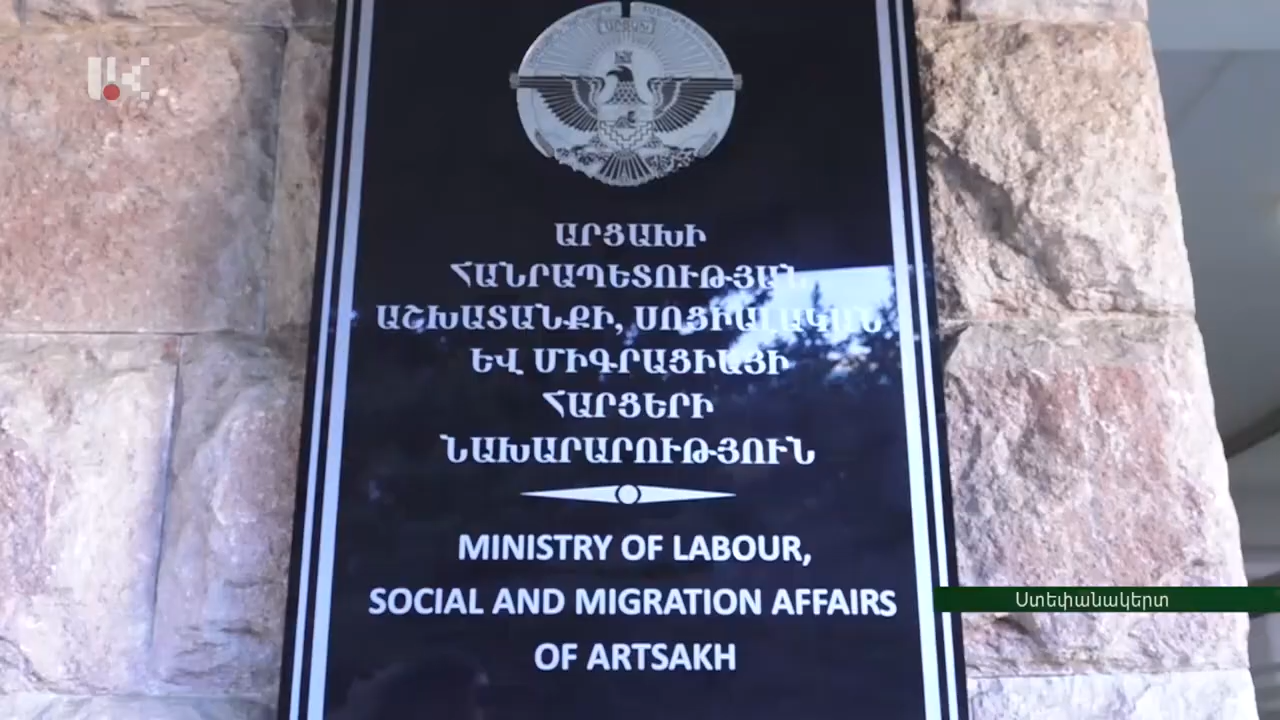 ԱՐՑԱԽԻ
ՀԱՆՐԱՊԵՏՈՒԹՅԱՆ
ԱՇԽԱՏԱՆՔԻ, ՍՈՑԻԱԼԱԿԱՆ
ԵՎ ՄԻԳՐԱՑԻԱՅԻ
ՀԱՐՑԵՐԻ
ՆԱԽԱՐԱՐՈՒԹՅՈՒՆ
MINISTRY OF LABOUR,
SOCIAL AND MIGRATION AFFAIRS
OF ARTSAKH
Ստեփանակերտ